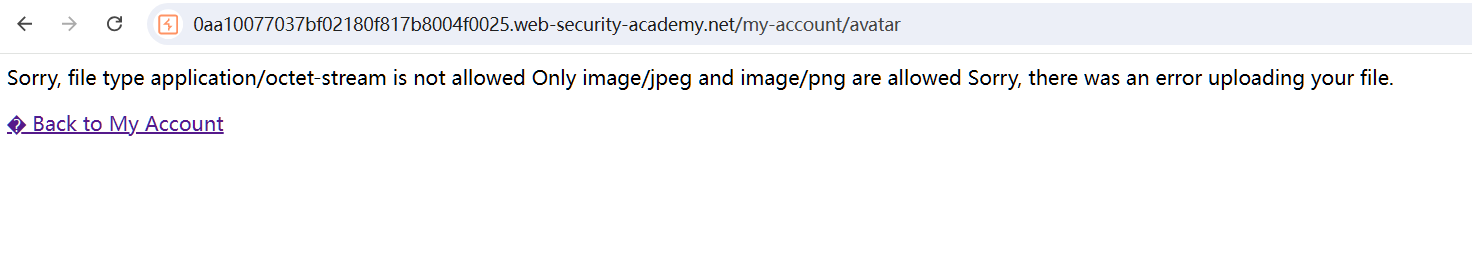 0aa10077037bf02180f817b8004f0025.web-security-academy.net/my-account/avatar
Sorry, file type application/octet-stream is not allowed Only image/jpeg and image/png are allowed Sorry, there was an error uploading your file.
� Back to My Account